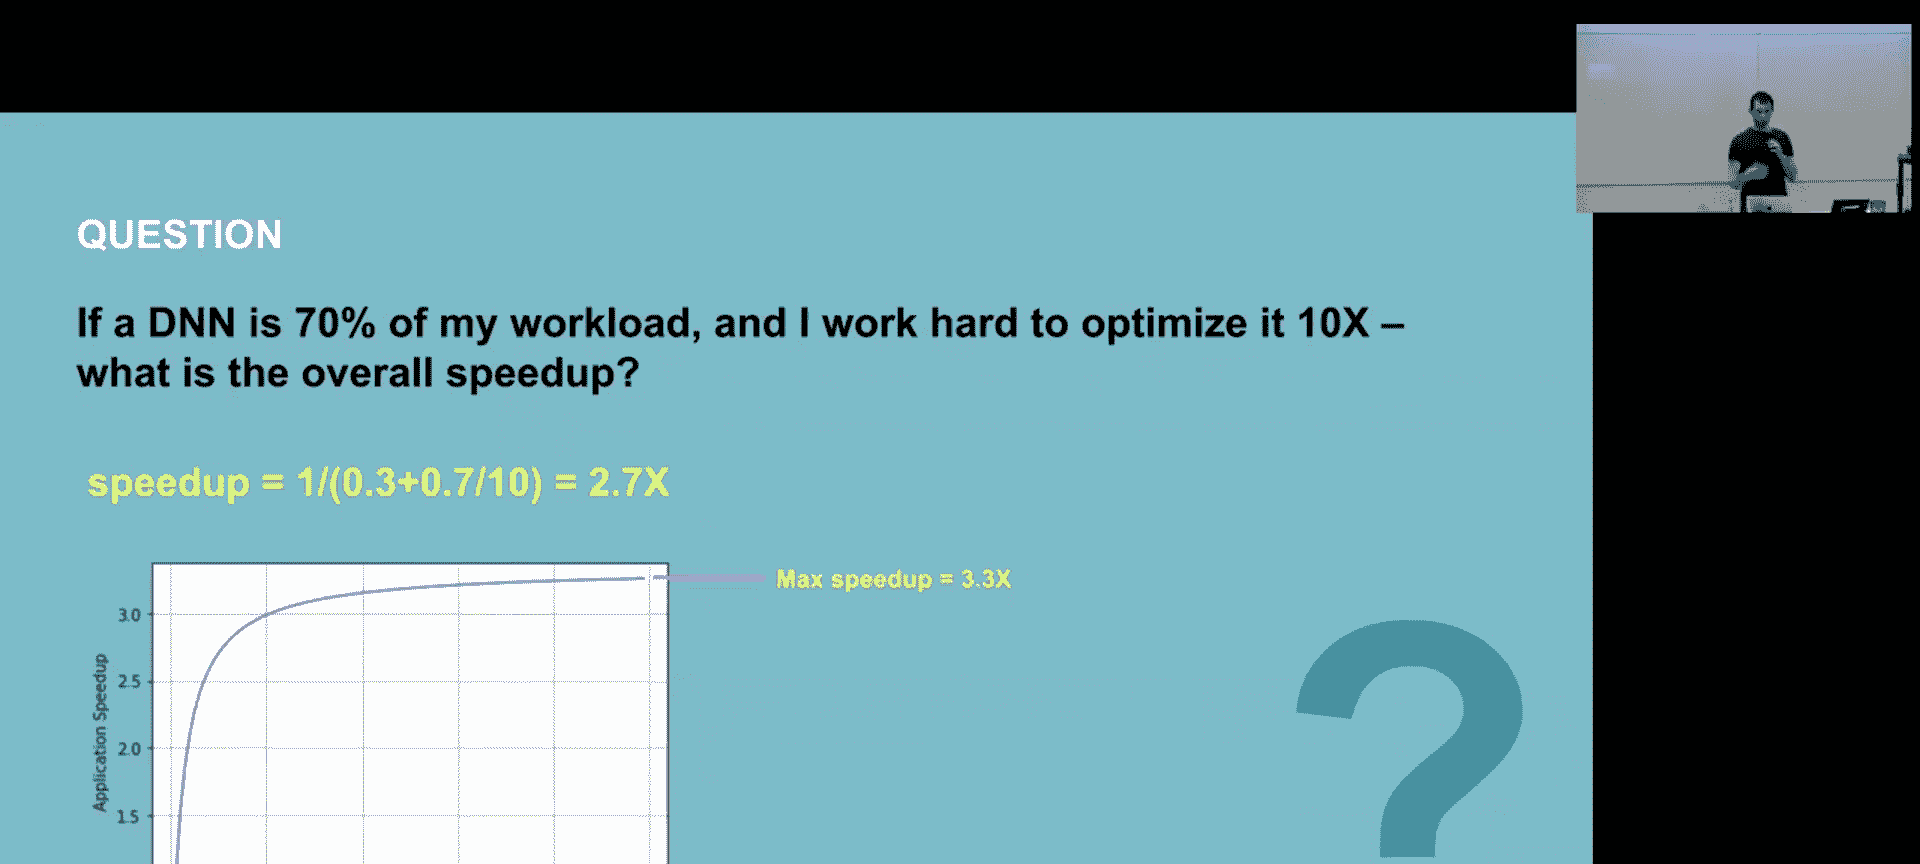 QUESTION
If a DNN is 70% of my workload, and I work hard to optimize it 10X –
what is the overall speedup?
speedup = 1/(0.3+0.7/10) = 2.7X
Max speedup = 3.3X
3.0
2.5
2.0
1.5
Application Speedup
?